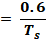 = 0.6 / Tₛ